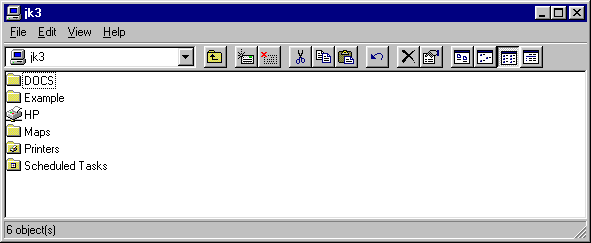 jk3
File Edit View Help
jk3
DOCS
Example
HP
Maps
Printers
Scheduled Tasks
6 object(s)